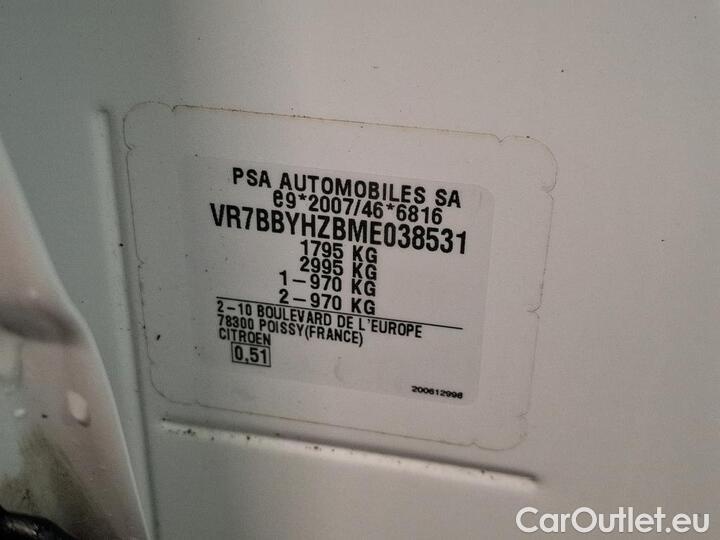 PSA AUTOMOBILES SA
e9*2007/46*6816
VR7BBYHZBME038531
1795 KG
2995 KG
1-970 KG
2-970 KG
2-10 BOULEVARD DE L'EUROPE
78300 POISSY(FRANCE)
CITROEN
0,51
200612998
CarOutlet.eu